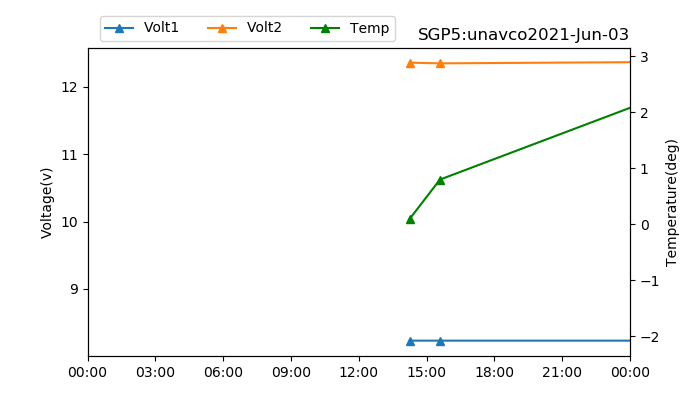 Volt1 Volt2 Temp
SGP5:unavco2021-Jun-03
Voltage(v)
12
11
10
9
3
2
1
0
−1
−2
Temperature(deg)
00:00 03:00 06:00 09:00 12:00 15:00 18:00 21:00 00:00